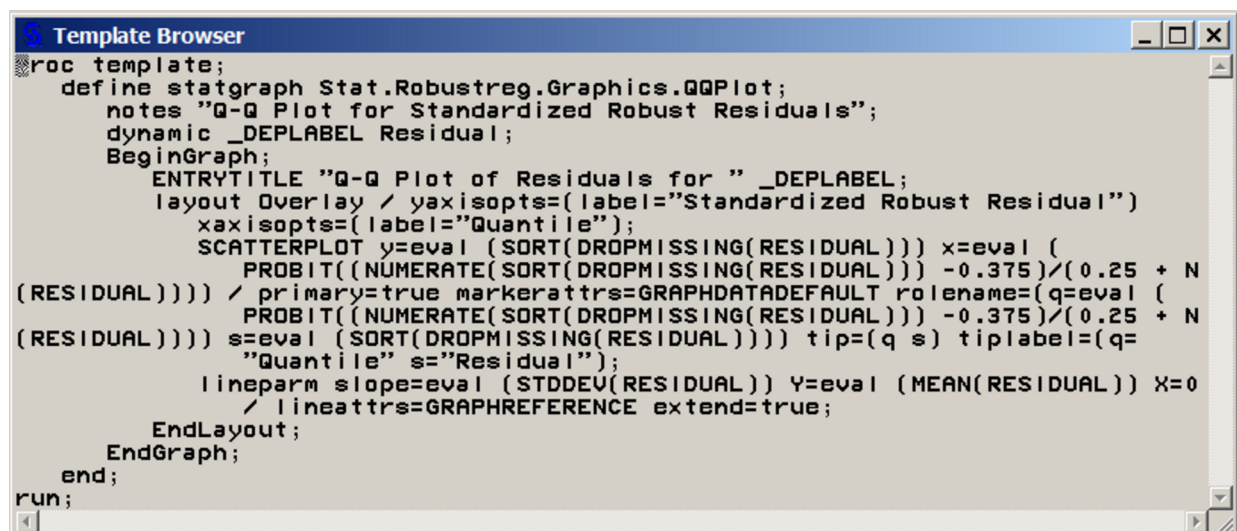 Template Browser
proc template;
   define statgraph Stat.Robustreg.Graphics.QQPlot;
      notes "Q-Q Plot for Standardized Robust Residuals";
      dynamic _DEPLABEL Residual;
      BeginGraph;
         ENTRYTITLE "Q-Q Plot of Residuals for " _DEPLABEL;
         layout Overlay / yaxisopts=(label="Standardized Robust Residual")
            xaxisopts=(label="Quantile");
            SCATTERPLOT y=eval (SORT(DROPMISSING(RESIDUAL))) x=eval (
               PROBIT((NUMERATE(SORT(DROPMISSING(RESIDUAL))) -0.375)/(0.25 + N
(RESIDUAL)))) / primary=true markerattrs=GRAPHDATADEFAULT rolename=(q=eval (
               PROBIT((NUMERATE(SORT(DROPMISSING(RESIDUAL))) -0.375)/(0.25 + N
(RESIDUAL)))) s=eval (SORT(DROPMISSING(RESIDUAL)))) tip=(q s) tiplabel=(q=
               "Quantile" s="Residual");
            lineparm slope=eval (STDDEV(RESIDUAL)) Y=eval (MEAN(RESIDUAL)) X=0
               / lineattrs=GRAPHREFERENCE extend=true;
         EndLayout;
      EndGraph;
   end;
run;